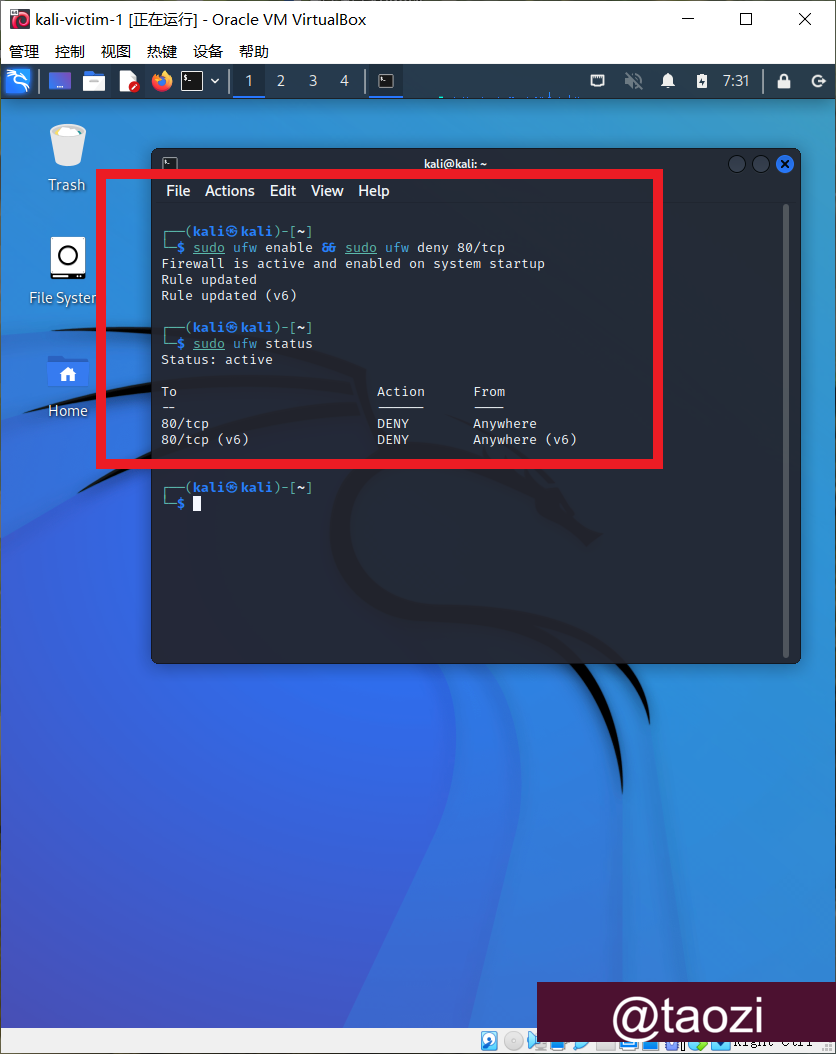 kali-victim-1 [正在运行] - Oracle VM VirtualBox
管理 控制 视图 热键 设备 帮助
1 2 3 4 7:31
Trash
File System
Home
kali@kali: ~
File Actions Edit View Help
┌──(kali㉿kali)-[~]
└─$ sudo ufw enable && sudo ufw deny 80/tcp
Firewall is active and enabled on system startup
Rule updated
Rule updated (v6)
┌──(kali㉿kali)-[~]
└─$ sudo ufw status
Status: active
To Action From
-- ------ ----
80/tcp DENY Anywhere
80/tcp (v6) DENY Anywhere (v6)
┌──(kali㉿kali)-[~]
└─$
@taozi
Right Ctrl